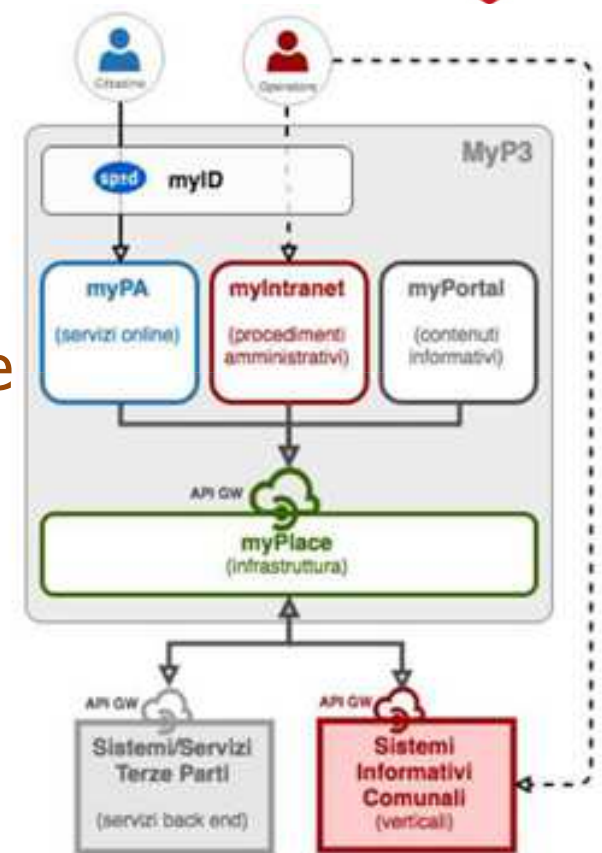 Cittadino
Operatore
MyP3
spid
myID
myPA
(servizi online)
myIntranet
(procedimenti
amministrativi)
myPortal
(contenuti
informativi)
e
API GW
myPlace
(infrastruttura)
API GW
Sistemi/Servizi
Terze Parti
(servizi back end)
API GW
Sistemi
Informativi
Comunali
(verticali)